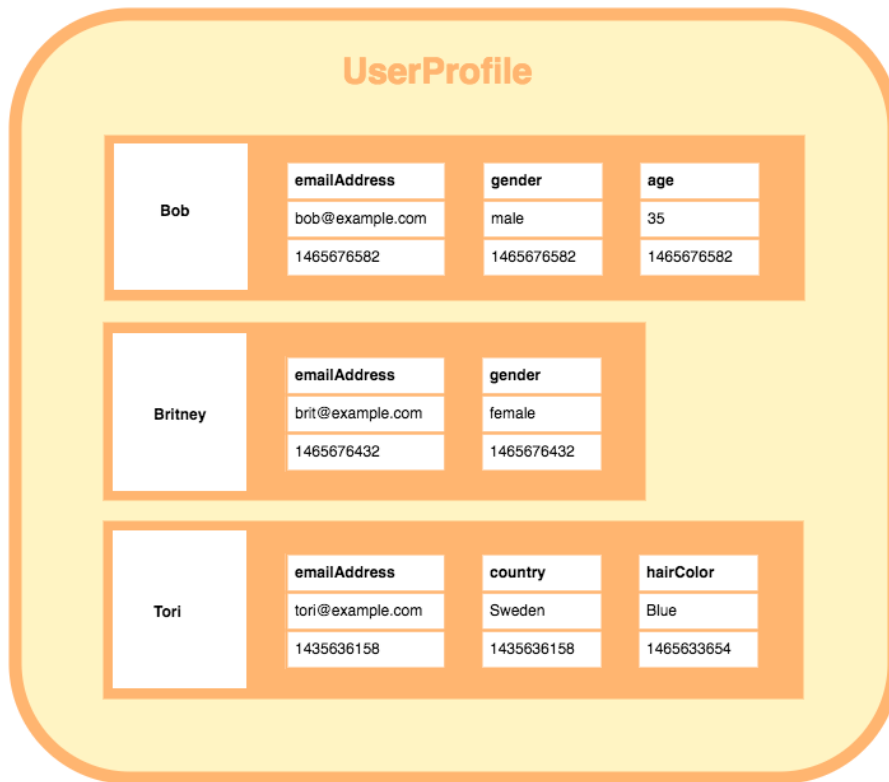 UserProfile
Bob
emailAddress gender age
bob@example.com male 35
1465676582 1465676582 1465676582
Britney
emailAddress gender
brit@example.com female
1465676432 1465676432
Tori
emailAddress country hairColor
tori@example.com Sweden Blue
1435636158 1435636158 1465633654